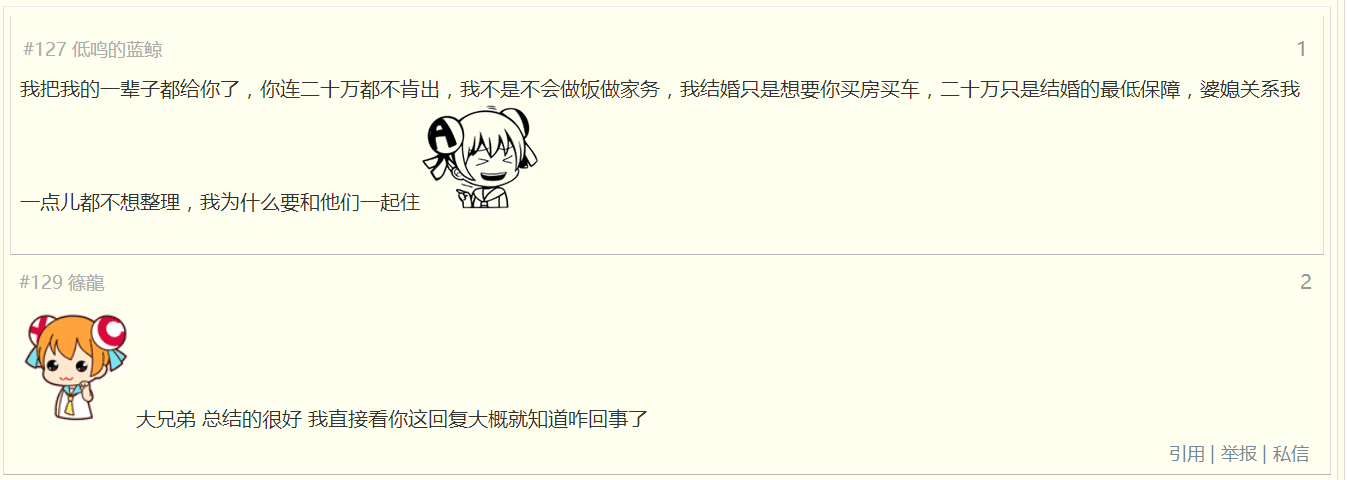 #127 低鸣的蓝鲸
1
我把我的一辈子都给你了，你连二十万都不肯出，我不是不会做饭做家务，我结婚只是想要你买房买车，二十万只是结婚的最低保障，婆媳关系我
A
一点儿都不想整理，我为什么要和他们一起住
#129 篠龍
2
大兄弟 总结的很好 我直接看你这回复大概就知道咋回事了
引用 | 举报 | 私信